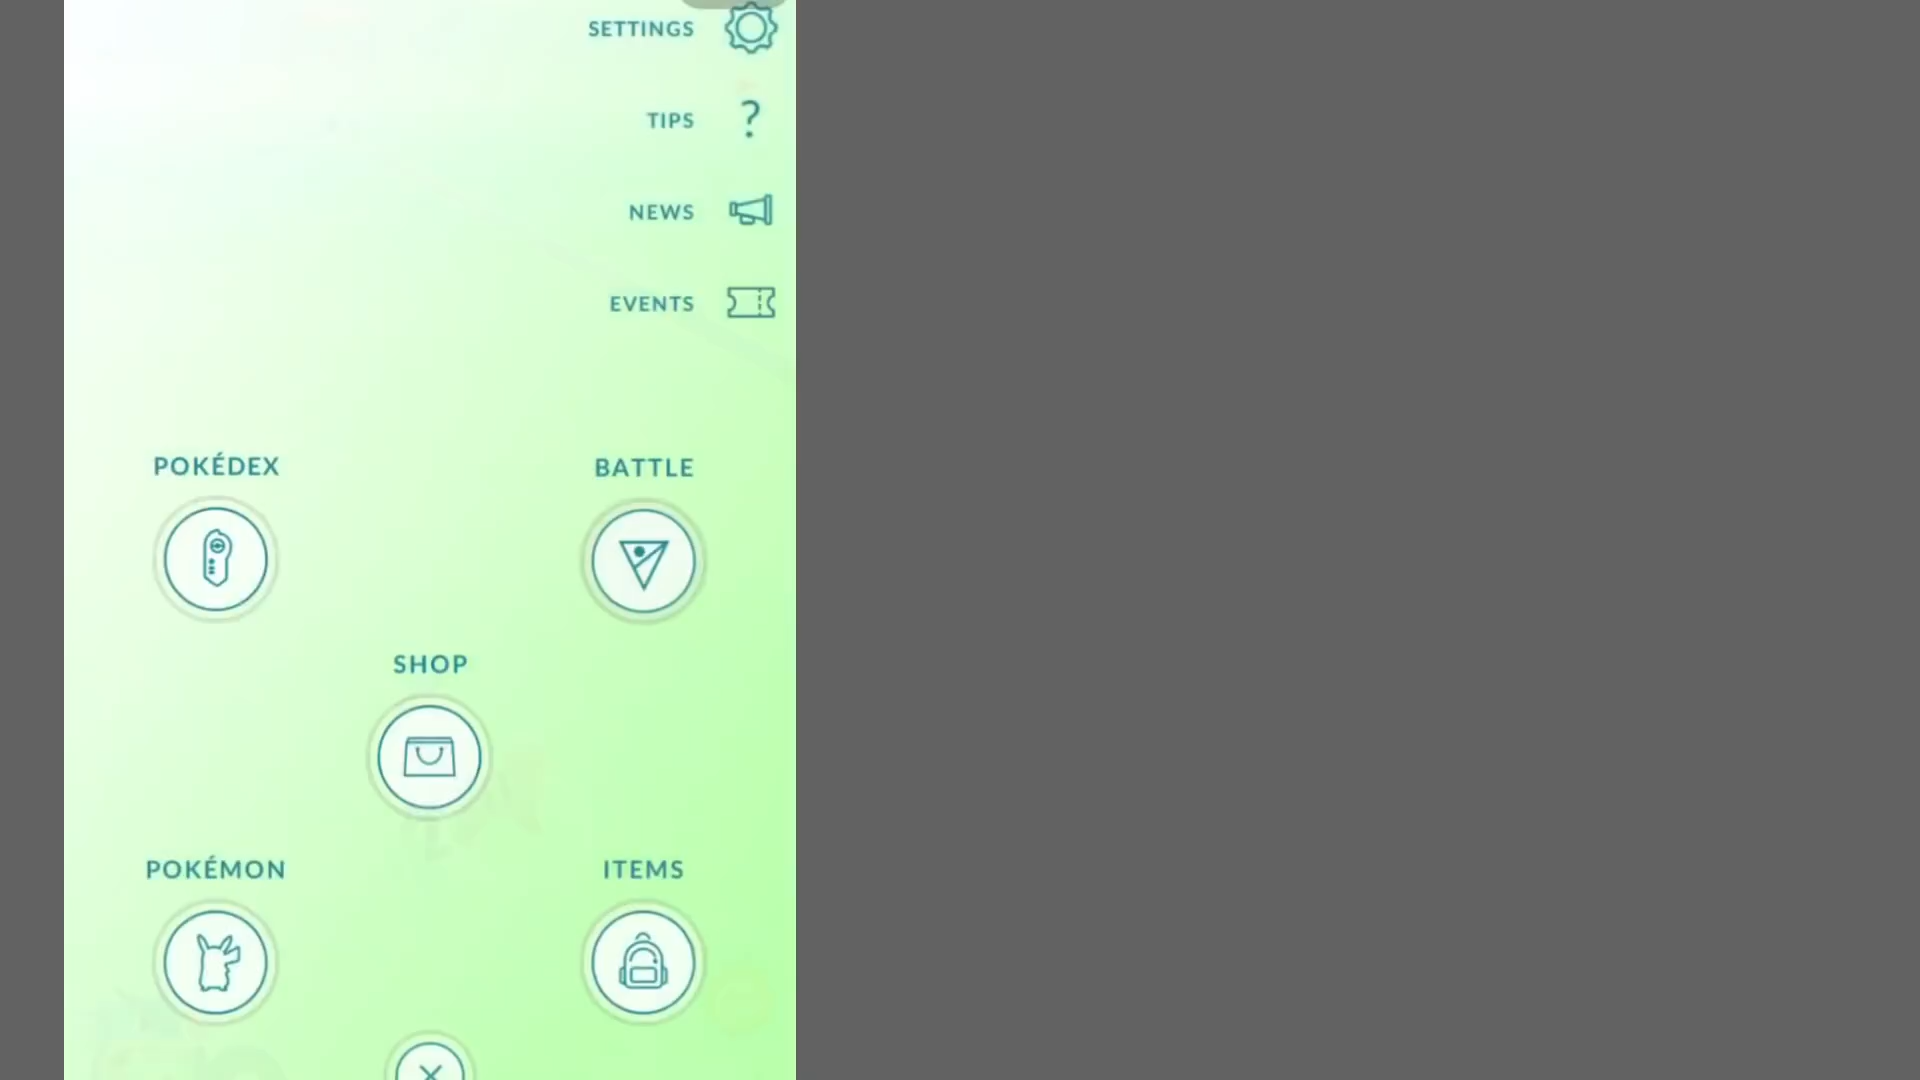 SETTINGS
TIPS
?
NEWS
EVENTS
POKÉDEX
BATTLE
SHOP
POKÉMON
ITEMS